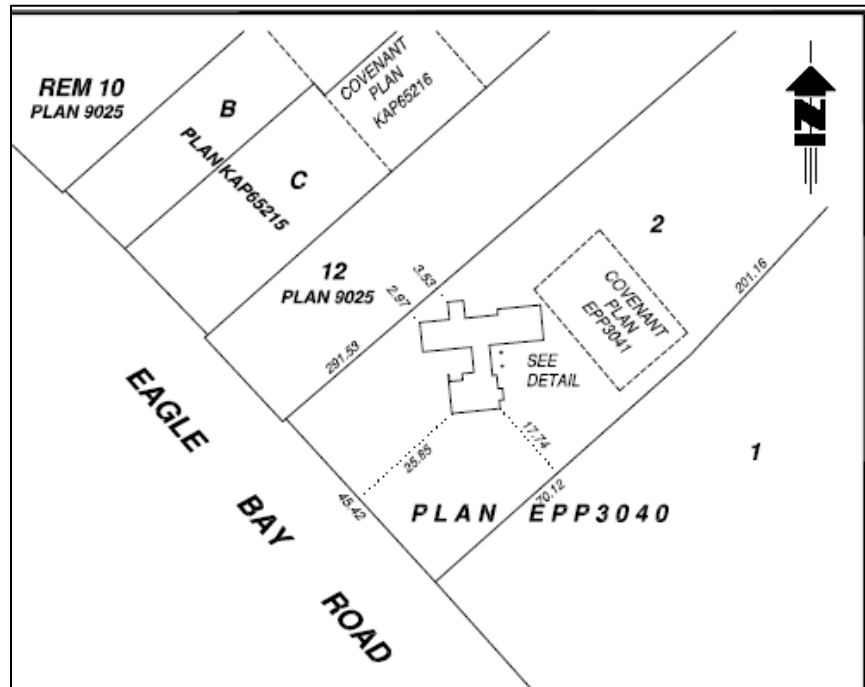 REM 10
PLAN 9025
B
PLAN KAP65215
C
COVENANT
PLAN
KAP65216
N
12
PLAN 9025
3.53
2.97
291.53
2
COVENANT
PLAN
EPP3041
201.16
SEE
DETAIL
1
25.85
17.74
45.42
70.12
PLAN EPP3040
EAGLE
BAY
ROAD